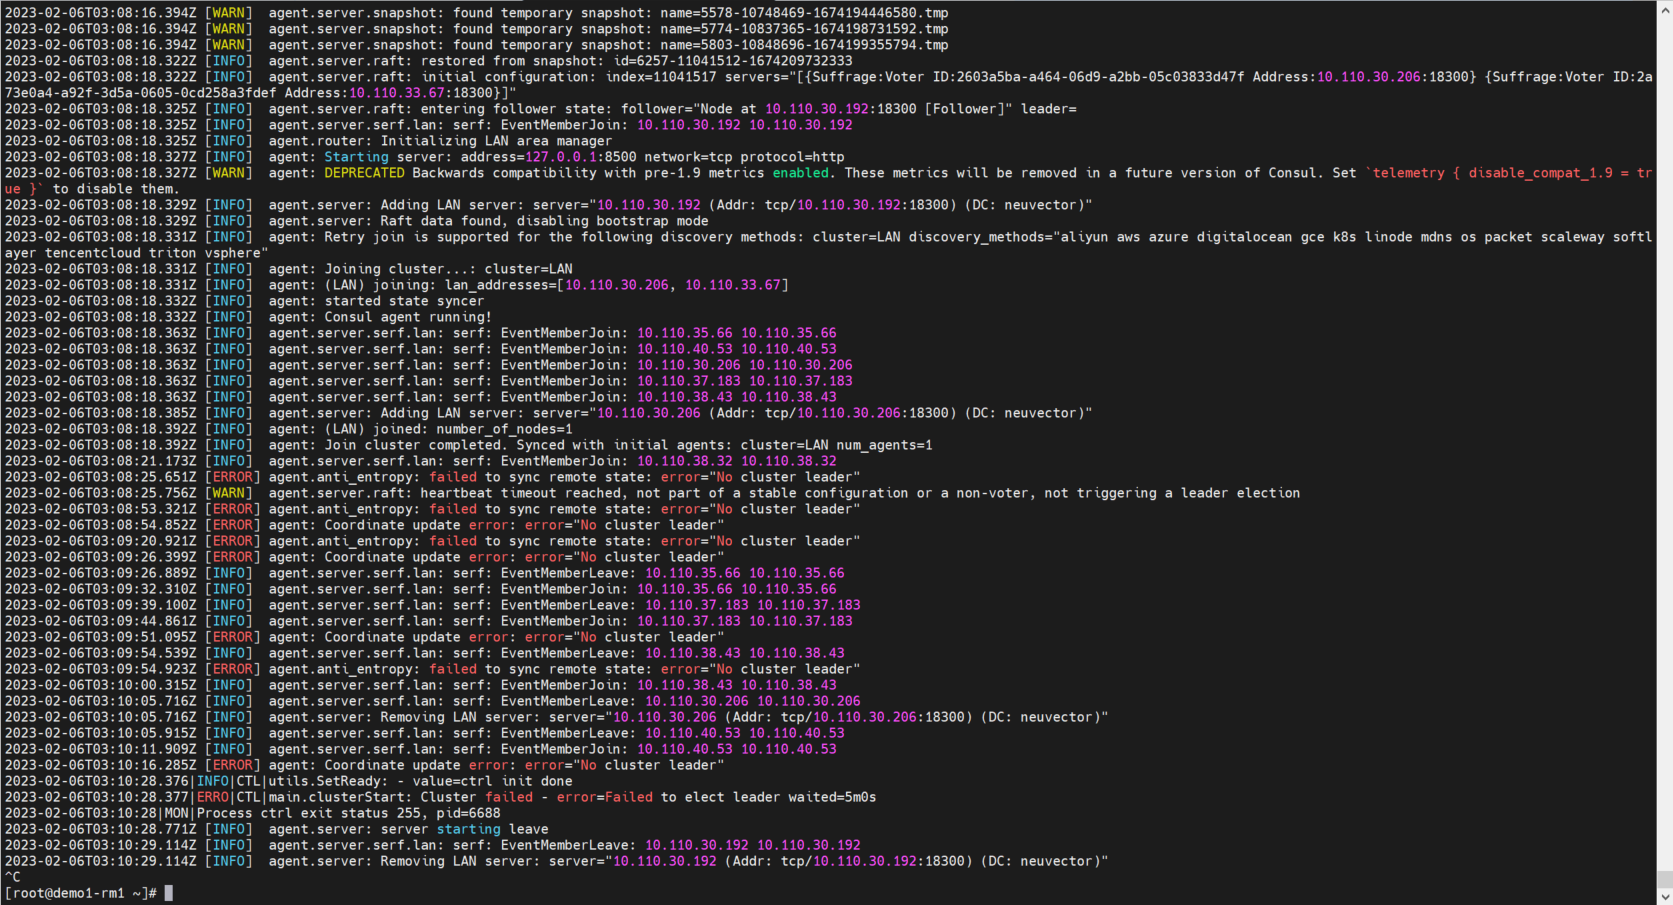 2023-02-06T03:08:16.394Z [WARN]  agent.server.snapshot: found temporary snapshot: name=5578-10748469-1674194446580.tmp
2023-02-06T03:08:16.394Z [WARN]  agent.server.snapshot: found temporary snapshot: name=5774-10837365-1674198731592.tmp
2023-02-06T03:08:16.394Z [WARN]  agent.server.snapshot: found temporary snapshot: name=5803-10848696-1674199355794.tmp
2023-02-06T03:08:18.322Z [INFO]  agent.server.raft: restored from snapshot: id=6257-11041512-1674209732333
2023-02-06T03:08:18.322Z [INFO]  agent.server.raft: initial configuration: index=11041517 servers="[{Suffrage:Voter ID:2603a5ba-a464-06d9-a2bb-05c03833d47f Address:10.110.30.206:18300} {Suffrage:Voter ID:2a
73e0a4-a92f-3d5a-0605-0cd258a3fdef Address:10.110.33.67:18300}]"
2023-02-06T03:08:18.325Z [INFO]  agent.server.raft: entering follower state: follower="Node at 10.110.30.192:18300 [Follower]" leader=
2023-02-06T03:08:18.325Z [INFO]  agent.server.serf.lan: serf: EventMemberJoin: 10.110.30.192 10.110.30.192
2023-02-06T03:08:18.325Z [INFO]  agent.router: Initializing LAN area manager
2023-02-06T03:08:18.327Z [INFO]  agent: Starting server: address=127.0.0.1:8500 network=tcp protocol=http
2023-02-06T03:08:18.327Z [WARN]  agent: DEPRECATED Backwards compatibility with pre-1.9 metrics enabled. These metrics will be removed in a future version of Consul. Set `telemetry { disable_compat_1.9 = tr
ue }` to disable them.
2023-02-06T03:08:18.329Z [INFO]  agent.server: Adding LAN server: server="10.110.30.192 (Addr: tcp/10.110.30.192:18300) (DC: neuvector)"
2023-02-06T03:08:18.329Z [INFO]  agent.server: Raft data found, disabling bootstrap mode
2023-02-06T03:08:18.331Z [INFO]  agent: Retry join is supported for the following discovery methods: cluster=LAN discovery_methods="aliyun aws azure digitalocean gce k8s linode mdns os packet scaleway softl
ayer tencentcloud triton vsphere"
2023-02-06T03:08:18.331Z [INFO]  agent: Joining cluster...: cluster=LAN
2023-02-06T03:08:18.331Z [INFO]  agent: (LAN) joining: lan_addresses=[10.110.30.206, 10.110.33.67]
2023-02-06T03:08:18.332Z [INFO]  agent: started state syncer
2023-02-06T03:08:18.332Z [INFO]  agent: Consul agent running!
2023-02-06T03:08:18.363Z [INFO]  agent.server.serf.lan: serf: EventMemberJoin: 10.110.35.66 10.110.35.66
2023-02-06T03:08:18.363Z [INFO]  agent.server.serf.lan: serf: EventMemberJoin: 10.110.40.53 10.110.40.53
2023-02-06T03:08:18.363Z [INFO]  agent.server.serf.lan: serf: EventMemberJoin: 10.110.30.206 10.110.30.206
2023-02-06T03:08:18.363Z [INFO]  agent.server.serf.lan: serf: EventMemberJoin: 10.110.37.183 10.110.37.183
2023-02-06T03:08:18.363Z [INFO]  agent.server.serf.lan: serf: EventMemberJoin: 10.110.38.43 10.110.38.43
2023-02-06T03:08:18.385Z [INFO]  agent.server: Adding LAN server: server="10.110.30.206 (Addr: tcp/10.110.30.206:18300) (DC: neuvector)"
2023-02-06T03:08:18.392Z [INFO]  agent: (LAN) joined: number_of_nodes=1
2023-02-06T03:08:18.392Z [INFO]  agent: Join cluster completed. Synced with initial agents: cluster=LAN num_agents=1
2023-02-06T03:08:21.173Z [INFO]  agent.server.serf.lan: serf: EventMemberJoin: 10.110.38.32 10.110.38.32
2023-02-06T03:08:25.651Z [ERROR] agent.anti_entropy: failed to sync remote state: error="No cluster leader"
2023-02-06T03:08:25.756Z [WARN]  agent.server.raft: heartbeat timeout reached, not part of a stable configuration or a non-voter, not triggering a leader election
2023-02-06T03:08:53.321Z [ERROR] agent.anti_entropy: failed to sync remote state: error="No cluster leader"
2023-02-06T03:08:54.852Z [ERROR] agent: Coordinate update error: error="No cluster leader"
2023-02-06T03:09:20.921Z [ERROR] agent.anti_entropy: failed to sync remote state: error="No cluster leader"
2023-02-06T03:09:26.399Z [ERROR] agent: Coordinate update error: error="No cluster leader"
2023-02-06T03:09:26.889Z [INFO]  agent.server.serf.lan: serf: EventMemberLeave: 10.110.35.66 10.110.35.66
2023-02-06T03:09:32.310Z [INFO]  agent.server.serf.lan: serf: EventMemberJoin: 10.110.35.66 10.110.35.66
2023-02-06T03:09:39.100Z [INFO]  agent.server.serf.lan: serf: EventMemberLeave: 10.110.37.183 10.110.37.183
2023-02-06T03:09:44.861Z [INFO]  agent.server.serf.lan: serf: EventMemberJoin: 10.110.37.183 10.110.37.183
2023-02-06T03:09:51.095Z [ERROR] agent: Coordinate update error: error="No cluster leader"
2023-02-06T03:09:54.539Z [INFO]  agent.server.serf.lan: serf: EventMemberLeave: 10.110.38.43 10.110.38.43
2023-02-06T03:09:54.923Z [ERROR] agent.anti_entropy: failed to sync remote state: error="No cluster leader"
2023-02-06T03:10:00.315Z [INFO]  agent.server.serf.lan: serf: EventMemberJoin: 10.110.38.43 10.110.38.43
2023-02-06T03:10:05.716Z [INFO]  agent.server.serf.lan: serf: EventMemberLeave: 10.110.30.206 10.110.30.206
2023-02-06T03:10:05.716Z [INFO]  agent.server: Removing LAN server: server="10.110.30.206 (Addr: tcp/10.110.30.206:18300) (DC: neuvector)"
2023-02-06T03:10:05.915Z [INFO]  agent.server.serf.lan: serf: EventMemberLeave: 10.110.40.53 10.110.40.53
2023-02-06T03:10:11.909Z [INFO]  agent.server.serf.lan: serf: EventMemberJoin: 10.110.40.53 10.110.40.53
2023-02-06T03:10:16.285Z [ERROR] agent: Coordinate update error: error="No cluster leader"
2023-02-06T03:10:28.376|INFO|CTL|utils.SetReady: - value=ctrl init done
2023-02-06T03:10:28.377|ERRO|CTL|main.clusterStart: Cluster failed - error=Failed to elect leader waited=5m0s
2023-02-06T03:10:28|MON|Process ctrl exit status 255, pid=6688
2023-02-06T03:10:28.771Z [INFO]  agent.server: server starting leave
2023-02-06T03:10:29.114Z [INFO]  agent.server.serf.lan: serf: EventMemberLeave: 10.110.30.192 10.110.30.192
2023-02-06T03:10:29.114Z [INFO]  agent.server: Removing LAN server: server="10.110.30.192 (Addr: tcp/10.110.30.192:18300) (DC: neuvector)"
^C
[root@demo1-rm1 ~]#